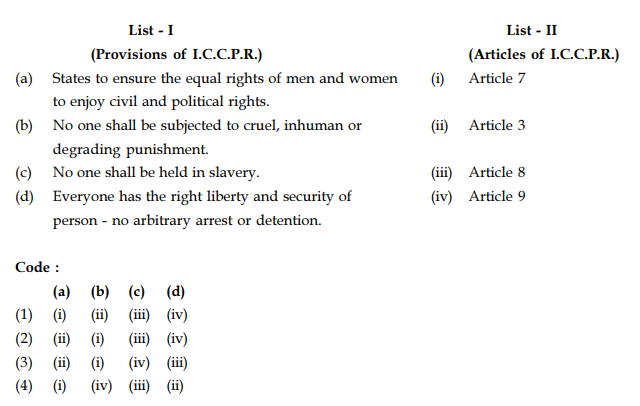 List - I List - II
(Provisions of I.C.C.P.R.) (Articles of I.C.C.P.R.)
(a) States to ensure the equal rights of men and women (i) Article 7
to enjoy civil and political rights.
(b) No one shall be subjected to cruel, inhuman or (ii) Article 3
degrading punishment.
(c) No one shall be held in slavery. (iii) Article 8
(d) Everyone has the right liberty and security of (iv) Article 9
person - no arbitrary arrest or detention.
Code :
(a) (b) (c) (d)
(1) (i) (ii) (iii) (iv)
(2) (ii) (i) (iii) (iv)
(3) (ii) (i) (iv) (iii)
(4) (i) (iv) (iii) (ii)